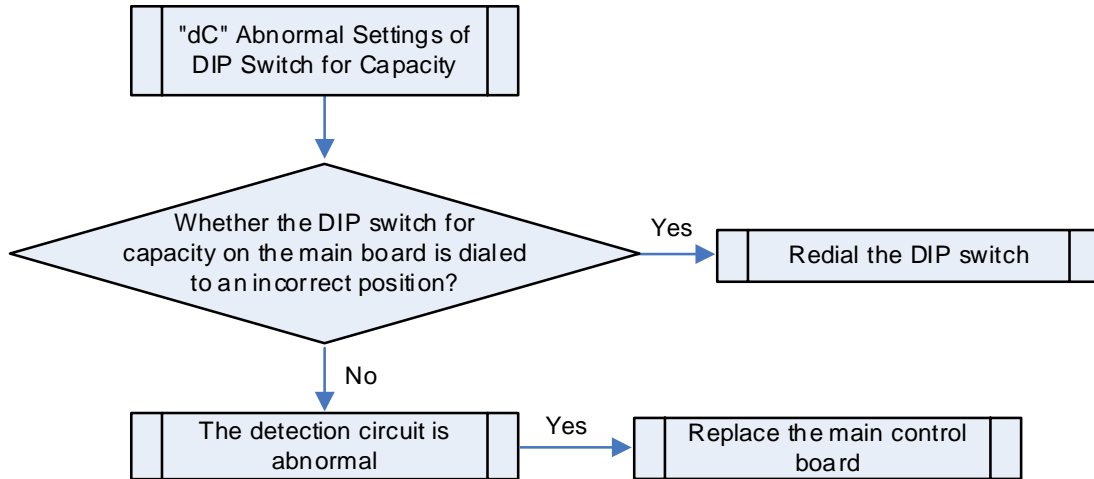 "dC" Abnormal Settings of
DIP Switch for Capacity
Whether the DIP switch for
capacity on the main board is dialed
to an incorrect position?
Yes
Redial the DIP switch
No
The detection circuit is
abnormal
Yes
Replace the main control
board